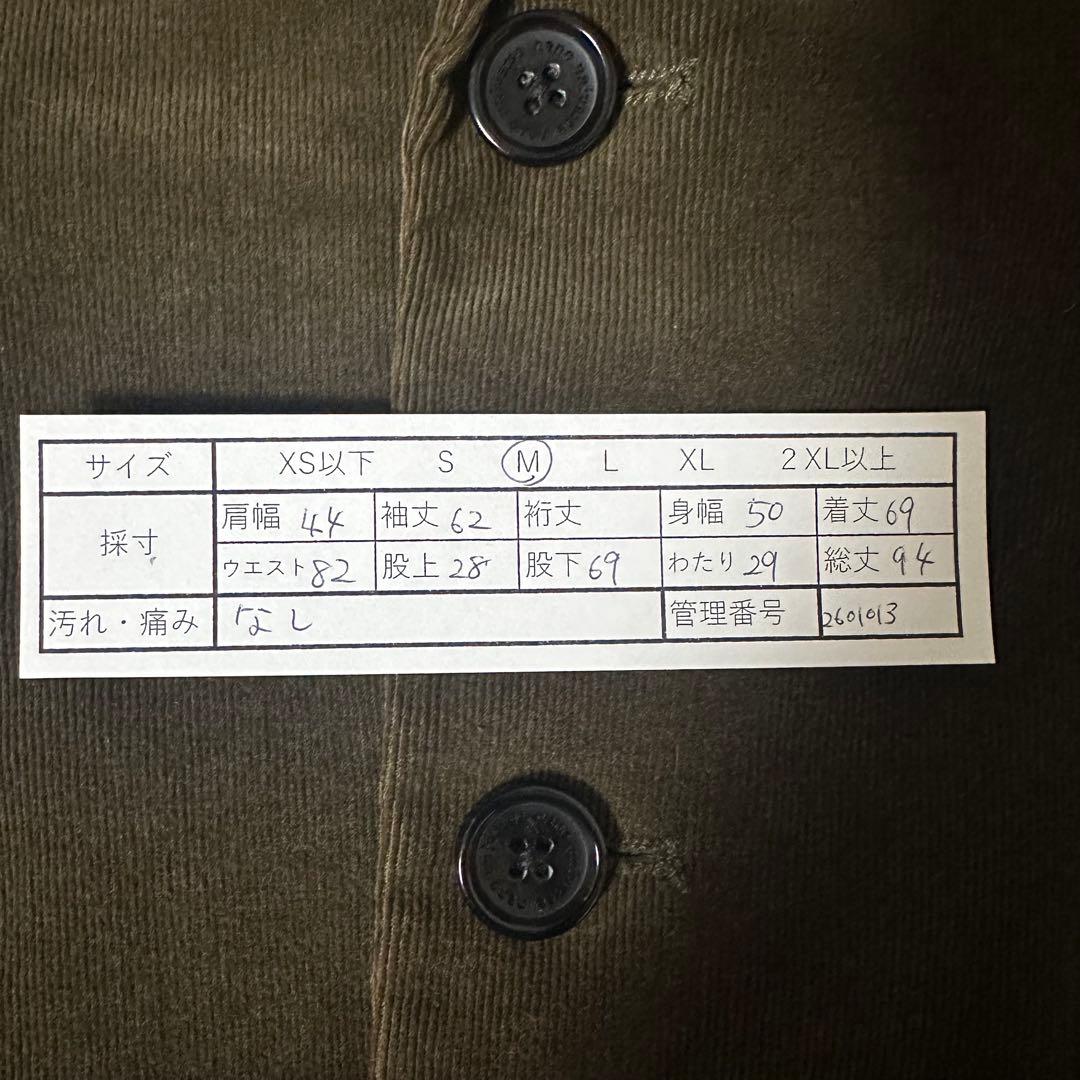 サイズ XS以下 S M L XL 2XL以上
採寸 肩幅 44 袖丈 62 裄丈 身幅 50 着丈 69
ウエスト 82 股上 28 股下 69 わたり 29 総丈 94
汚れ・痛み なし 管理番号 2601013